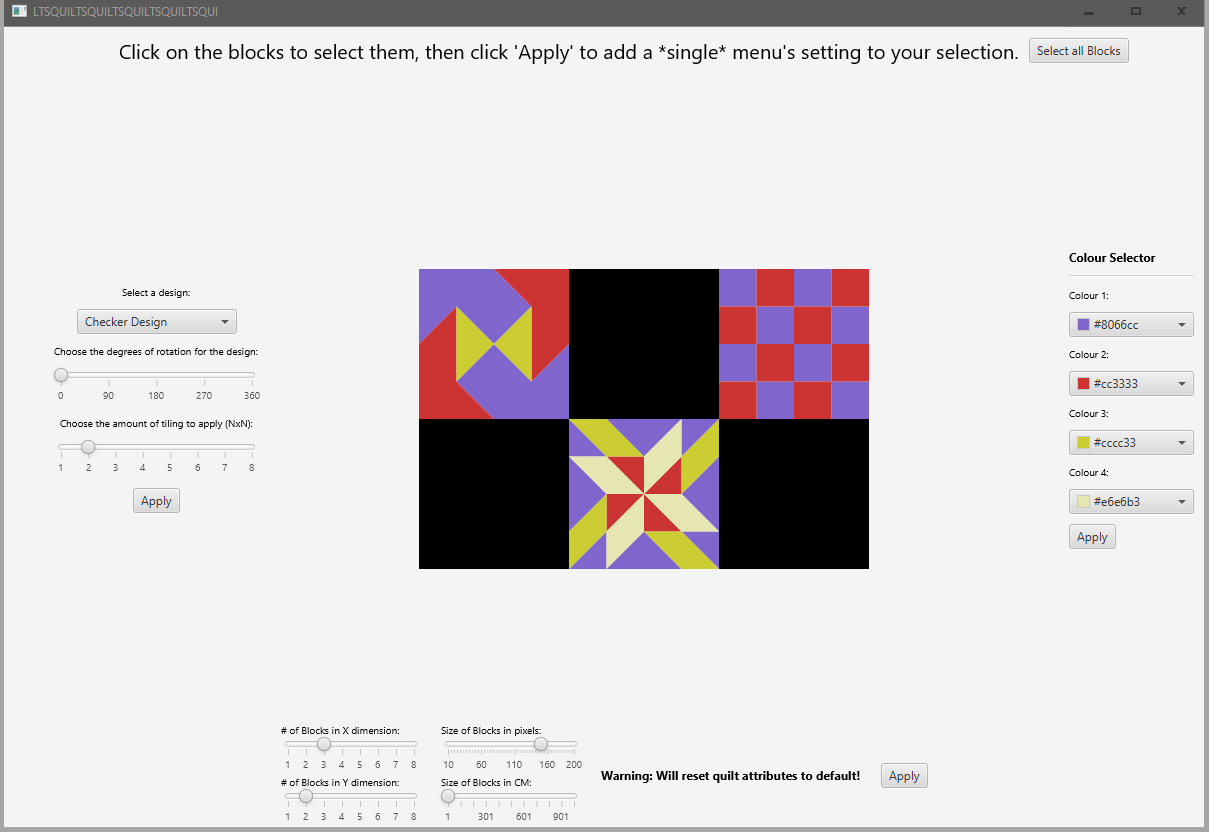 LTSQUILTSQUILTSQUILTSQUILTSQUILTSQUI
Click on the blocks to select them, then click 'Apply' to add a *single* menu's setting to your selection.
Select all Blocks
Select a design:
Checker Design
Choose the degrees of rotation for the design:
0 90 180 270 360
Choose the amount of tiling to apply (NxN):
1 2 3 4 5 6 7 8
Apply
Colour Selector
Colour 1:
#8066cc
Colour 2:
#cc3333
Colour 3:
#cccc33
Colour 4:
#e6e6b3
Apply
# of Blocks in X dimension:
1 2 3 4 5 6 7 8
# of Blocks in Y dimension:
1 2 3 4 5 6 7 8
Size of Blocks in pixels:
10 60 110 160 200
Size of Blocks in CM:
1 301 601 901
Warning: Will reset quilt attributes to default!
Apply